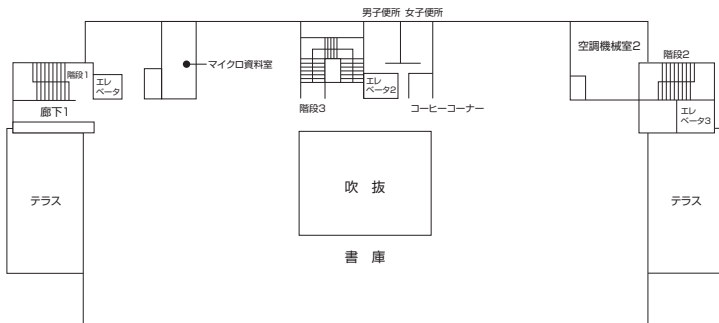 男子便所 女子便所
空調機械室2
階段2
階段1
エレ
ベータ
マイクロ資料室
エレ
ベータ2
階段3
コーヒーコーナー
廊下1
エレ
ベータ3
吹 抜
テラス
テラス
書 庫